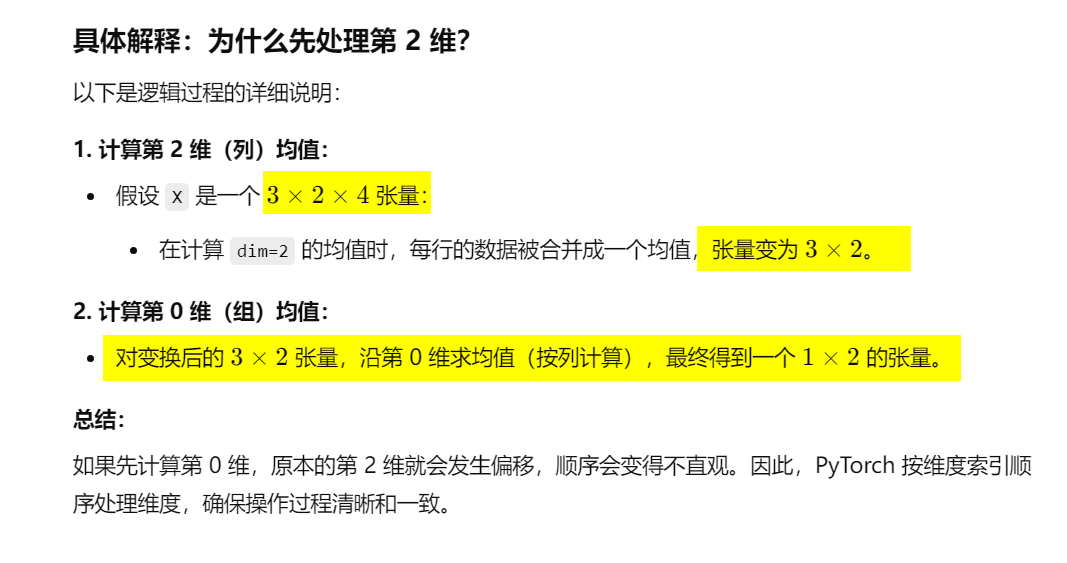 具体解释：为什么先处理第 2 维？
以下是逻辑过程的详细说明：
1. 计算第 2 维（列）均值：
• 假设 x 是一个 3 × 2 × 4 张量：
• 在计算 dim=2 的均值时，每行的数据被合并成一个均值，张量变为 3 × 2。
2. 计算第 0 维（组）均值：
• 对变换后的 3 × 2 张量，沿第 0 维求均值（按列计算），最终得到一个 1 × 2 的张量。
总结：
如果先计算第 0 维，原本的第 2 维就会发生偏移，顺序会变得不直观。因此，PyTorch 按维度索引顺
序处理维度，确保操作过程清晰和一致。